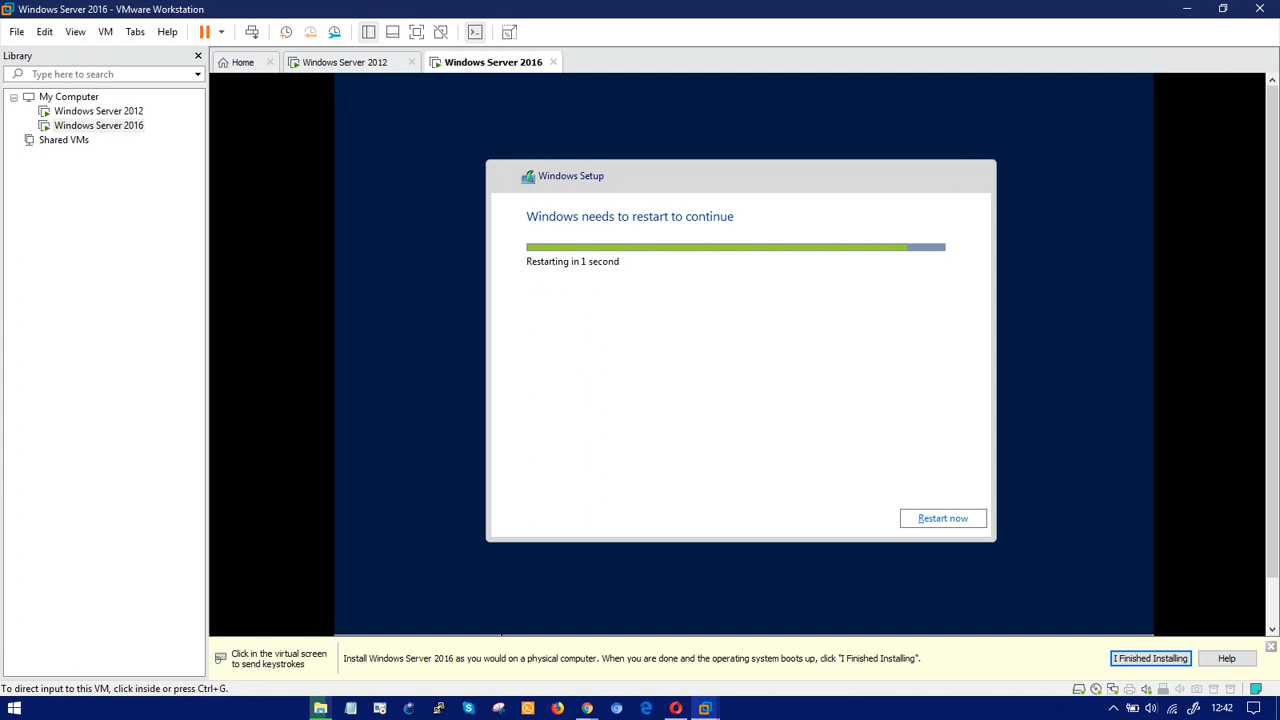 Windows Server 2016 - VMware Workstation
File Edit View VM Tabs Help
Library
Type here to search
My Computer
Windows Server 2012
Windows Server 2016
Shared VMs
Home
Windows Server 2012
Windows Server 2016
Windows Setup
Windows needs to restart to continue
Restarting in 1 second
Restart now
Click in the virtual screen
to send keystrokes
Install Windows Server 2016 as you would on a physical computer. When you are done and the operating system boots up, click "I Finished Installing".
I Finished Installing
Help
To direct input to this VM, click inside or press Ctrl+G.
12:42